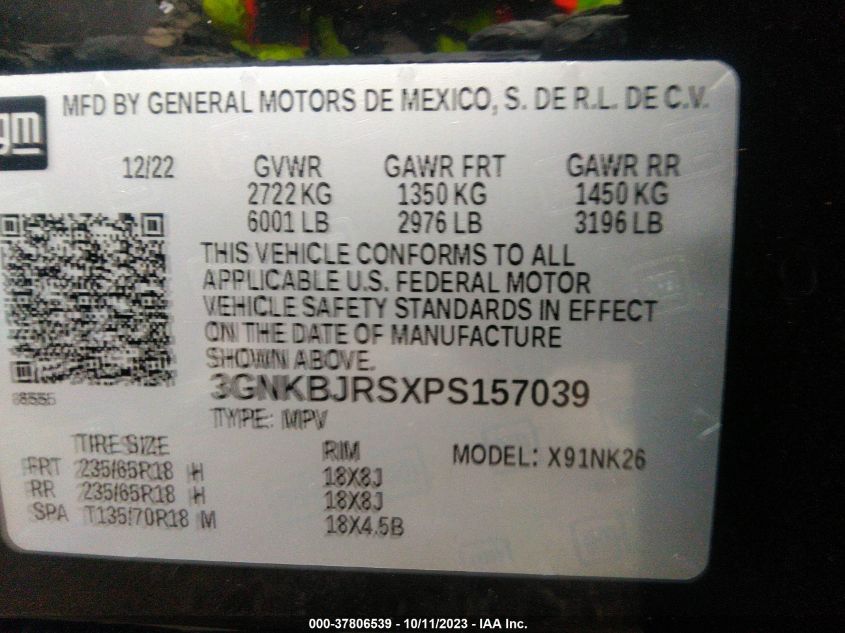 gm
MFD BY GENERAL MOTORS DE MEXICO, S. DE R.L. DE C.V.
12/22 GVWR GAWR FRT GAWR RR
2722 KG 1350 KG 1450 KG
6001 LB 2976 LB 3196 LB
THIS VEHICLE CONFORMS TO ALL
APPLICABLE U.S. FEDERAL MOTOR
VEHICLE SAFETY STANDARDS IN EFFECT
ON THE DATE OF MANUFACTURE
SHOWN ABOVE.
3GNKBJRSXPS157039
TYPE: MPV
TIRE SIZE RIM MODEL: X91NK26
FRT 235/65R18 H 18X8J
RR 235/65R18 H 18X8J
SPA T135/70R18 M 18X4.5B
000-37806539 - 10/11/2023 - IAA Inc.